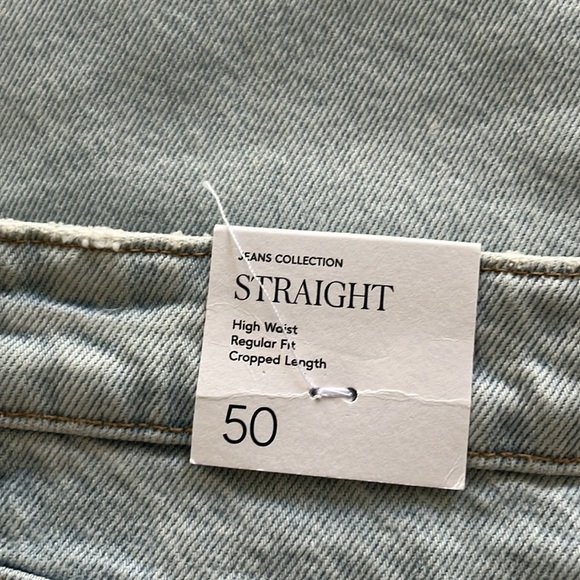 JEANS COLLECTION
STRAIGHT
High Waist
Regular Fit
Cropped Length
50